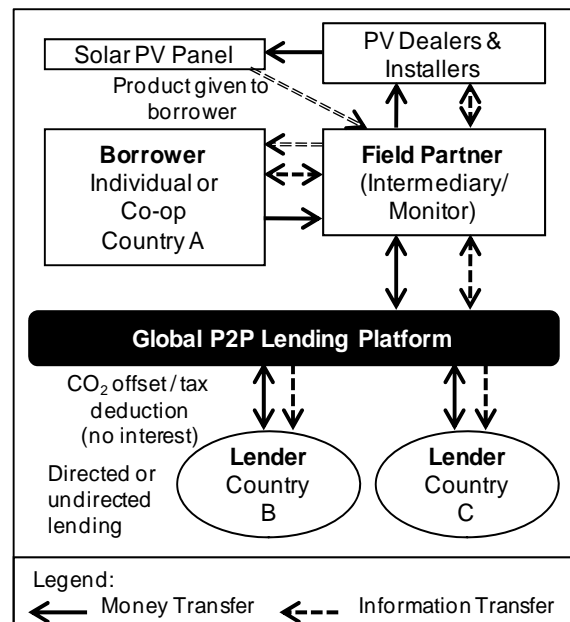 Solar PV Panel
PV Dealers &
Installers
Product given to
borrower
Borrower
Individual or
Co-op
Country A
Field Partner
(Intermediary/
Monitor)
Global P2P Lending Platform
CO₂ offset / tax
deduction
(no interest)
Directed or
undirected
lending
Lender
Country
B
Lender
Country
C
Legend:
Money Transfer
Information Transfer